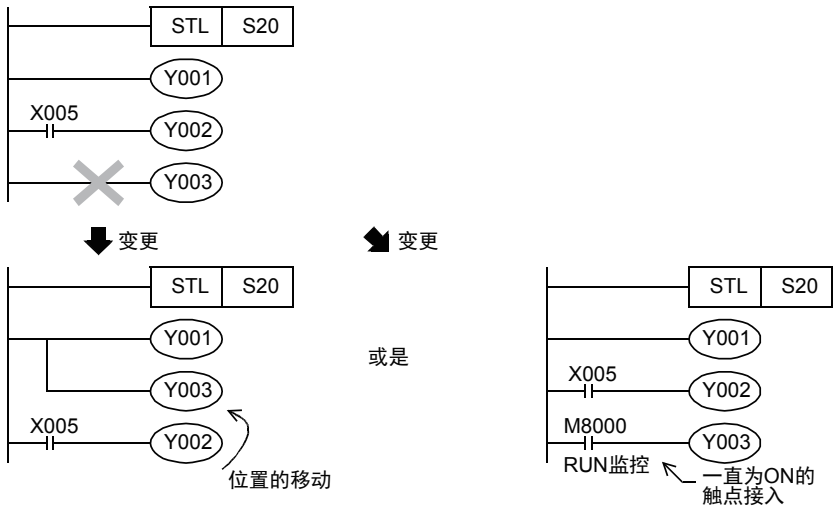 STL S20
Y001
X005
Y002
Y003
变更
变更
STL S20
Y001
Y003
X005
Y002
位置的移动
或是
STL S20
Y001
X005
Y002
M8000
Y003
RUN监控
一直为ON的
触点接入